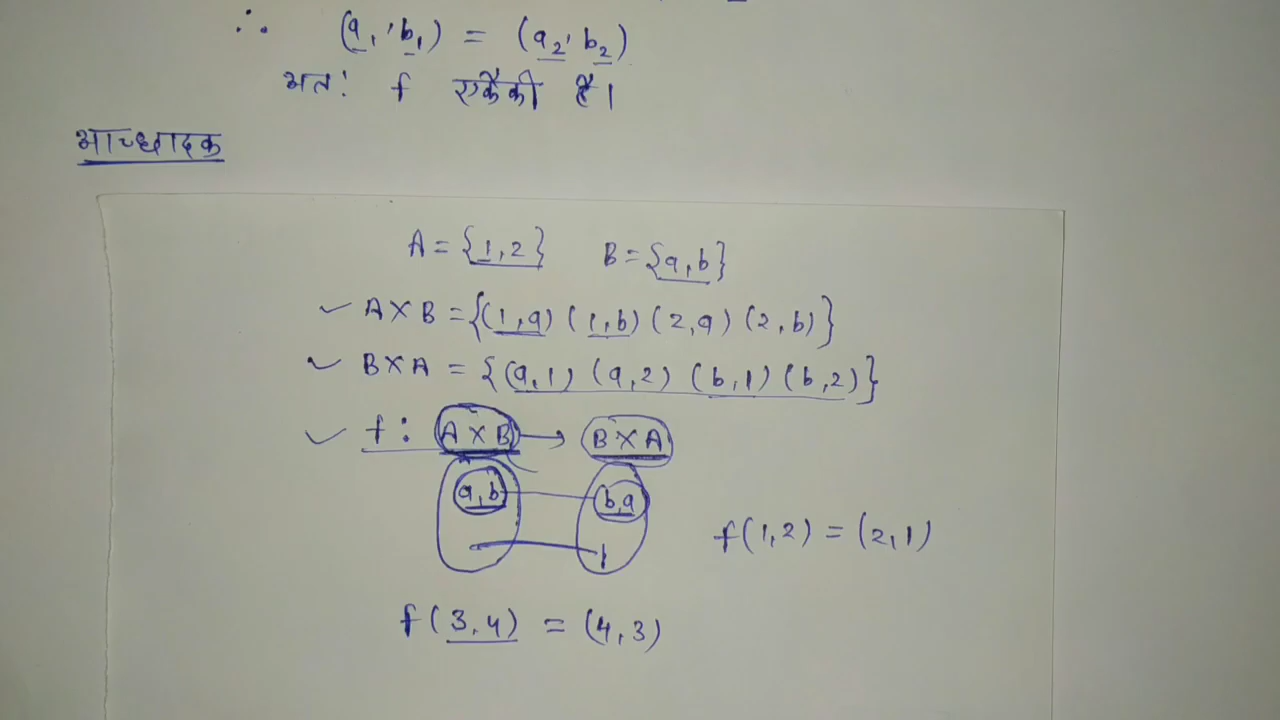 ∴ (a₁, b₁) = (a₂, b₂)
अतः f एकैकी है।
आच्छादक
A = {1,2} B = {a,b}
✓ A×B = {(1,a) (1,b) (2,a) (2,b)}
✓ B×A = {(a,1) (a,2) (b,1) (b,2)}
✓ f : A×B → B×A
a,b b,a
f(1,2) = (2,1)
f(3,4) = (4,3)